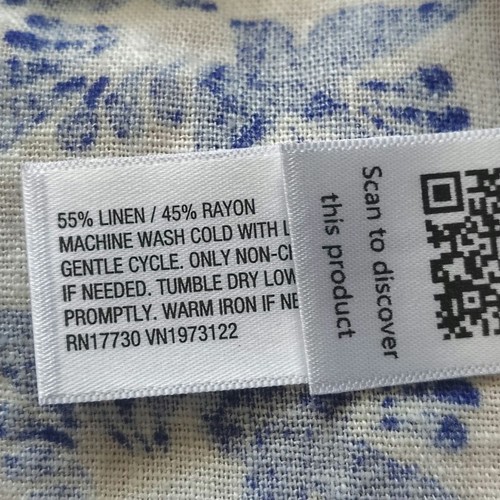 55% LINEN / 45% RAYON
MACHINE WASH COLD WITH
GENTLE CYCLE. ONLY
IF NEEDED. TUMBLE DRY LOW
PROMPTLY. WARM IRON IF
RN17730 VN1973122
Scan to discover
this product